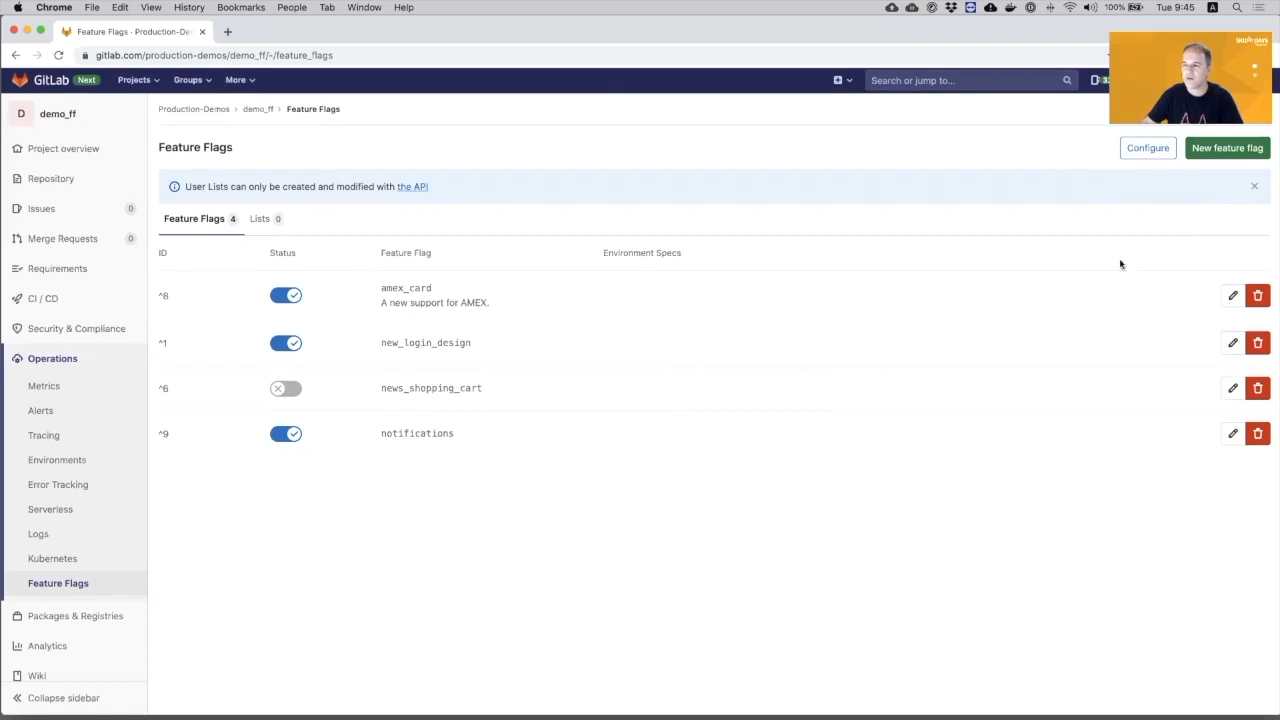 Chrome File Edit View History Bookmarks People Tab Window Help 100% Tue 9:45
Feature Flags · Production-De
gitlab.com/production-demos/demo_ff/-/feature_flags
GitLab Next Projects Groups More Search or jump to...
D demo_ff
Project overview
Repository
Issues 0
Merge Requests 0
Requirements
CI / CD
Security & Compliance
Operations
Metrics
Alerts
Tracing
Environments
Error Tracking
Serverless
Logs
Kubernetes
Feature Flags
Packages & Registries
Analytics
Wiki
Collapse sidebar
Production-Demos › demo_ff › Feature Flags
Feature Flags
Configure New feature flag
User Lists can only be created and modified with the API
Feature Flags 4 Lists 0
ID Status Feature Flag Environment Specs
^8 amex_card
A new support for AMEX.
^1 new_login_design
^6 news_shopping_cart
^9 notifications